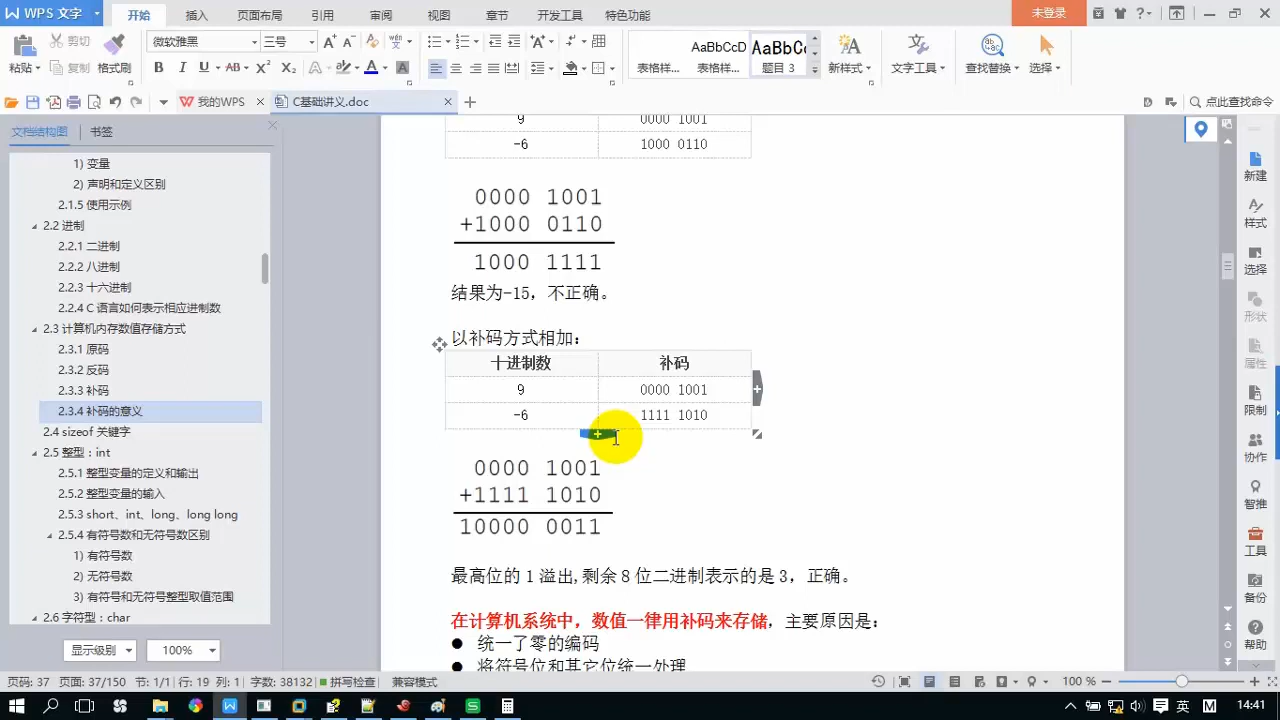 WPS 文字 开始 插入 页面布局 引用 审阅 视图 章节 开发工具 特色功能 未登录
粘贴 剪切 复制 格式刷 微软雅黑 三号 AaBbCcD AaBbCc 表格样... 表格样... 题目 3 新样式 文字工具 查找替换 选择
我的WPS C基础讲义.doc 点此查找命令
文档结构图 书签
1) 变量
2) 声明和定义区别
2.1.5 使用示例
2.2 进制
2.2.1 二进制
2.2.2 八进制
2.2.3 十六进制
2.2.4 C 语言如何表示相应进制数
2.3 计算机内存数值存储方式
2.3.1 原码
2.3.2 反码
2.3.3 补码
2.3.4 补码的意义
2.4 sizeof 关键字
2.5 整型：int
2.5.1 整型变量的定义和输出
2.5.2 整型变量的输入
2.5.3 short、int、long、long long
2.5.4 有符号数和无符号数区别
1) 有符号数
2) 无符号数
3) 有符号和无符号整型取值范围
2.6 字符型：char
显示级别 100%
9 0000 1001
-6 1000 0110
0000 1001
+1000 0110
1000 1111
结果为-15，不正确。
以补码方式相加：
十进制数 补码
9 0000 1001
-6 1111 1010
0000 1001
+1111 1010
10000 0011
最高位的 1 溢出,剩余 8 位二进制表示的是 3，正确。
在计算机系统中，数值一律用补码来存储，主要原因是：
● 统一了零的编码
● 将符号位和其它位统一处理
新建
样式
选择
形状
属性
限制
协作
智推
工具
备份
帮助
页码: 37 页面: 37/150 节: 1/1 行: 19 列: 1 字数: 38132 拼写检查 兼容模式 100 %
英 M 14:41